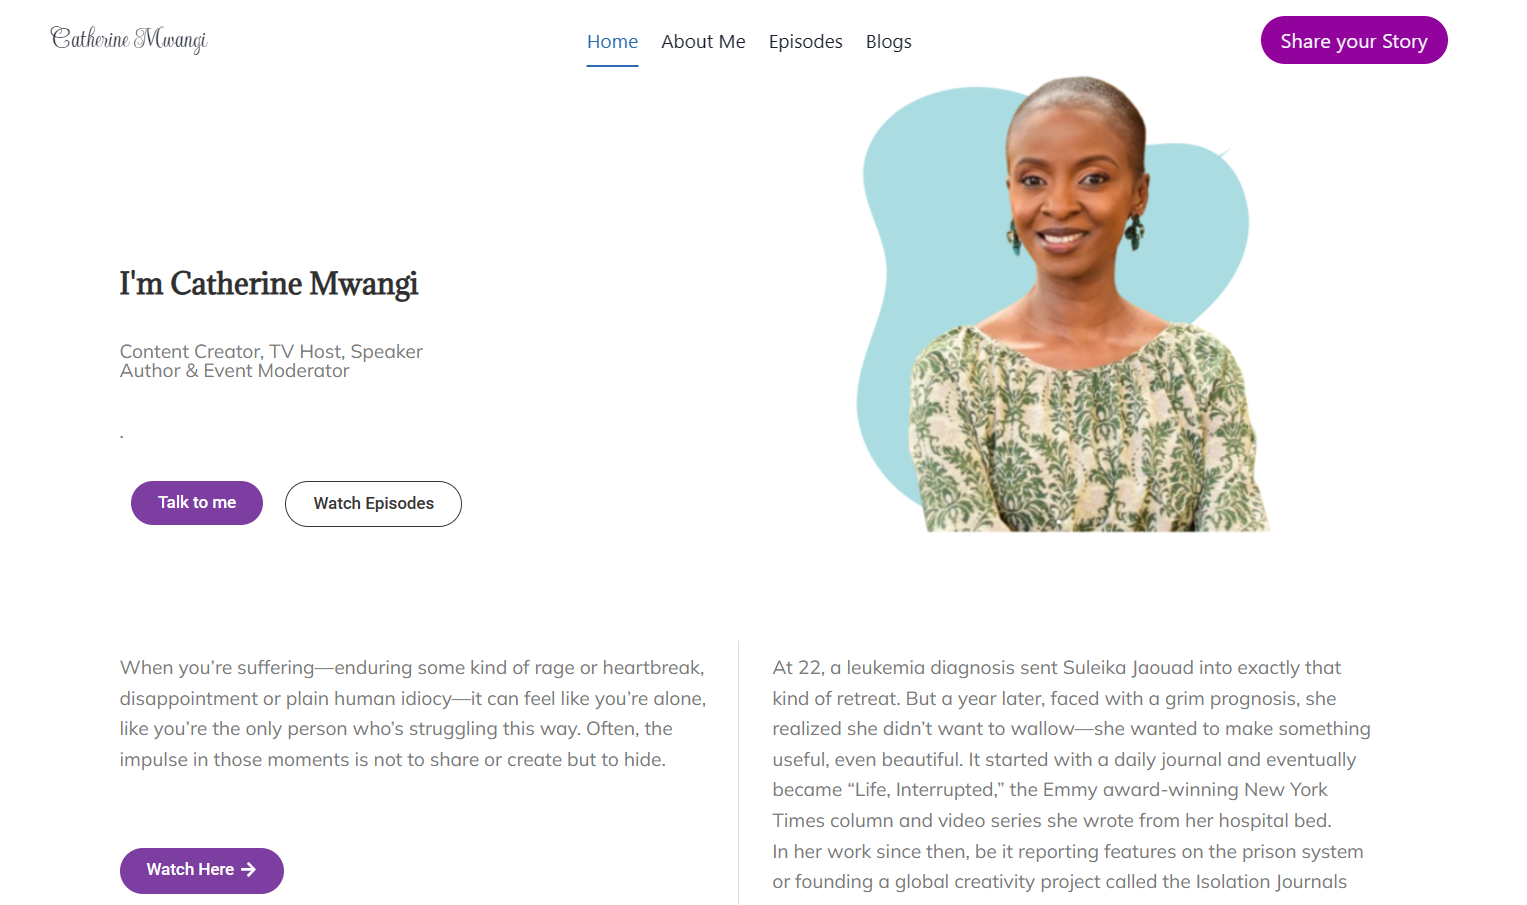 Catherine Mwangi
Home About Me Episodes Blogs
Share your Story
I'm Catherine Mwangi
Content Creator, TV Host, Speaker
Author & Event Moderator
.
Talk to me
Watch Episodes
When you’re suffering—enduring some kind of rage or heartbreak,
disappointment or plain human idiocy—it can feel like you’re alone,
like you’re the only person who’s struggling this way. Often, the
impulse in those moments is not to share or create but to hide.
Watch Here →
At 22, a leukemia diagnosis sent Suleika Jaouad into exactly that
kind of retreat. But a year later, faced with a grim prognosis, she
realized she didn’t want to wallow—she wanted to make something
useful, even beautiful. It started with a daily journal and eventually
became “Life, Interrupted,” the Emmy award-winning New York
Times column and video series she wrote from her hospital bed.
In her work since then, be it reporting features on the prison system
or founding a global creativity project called the Isolation Journals